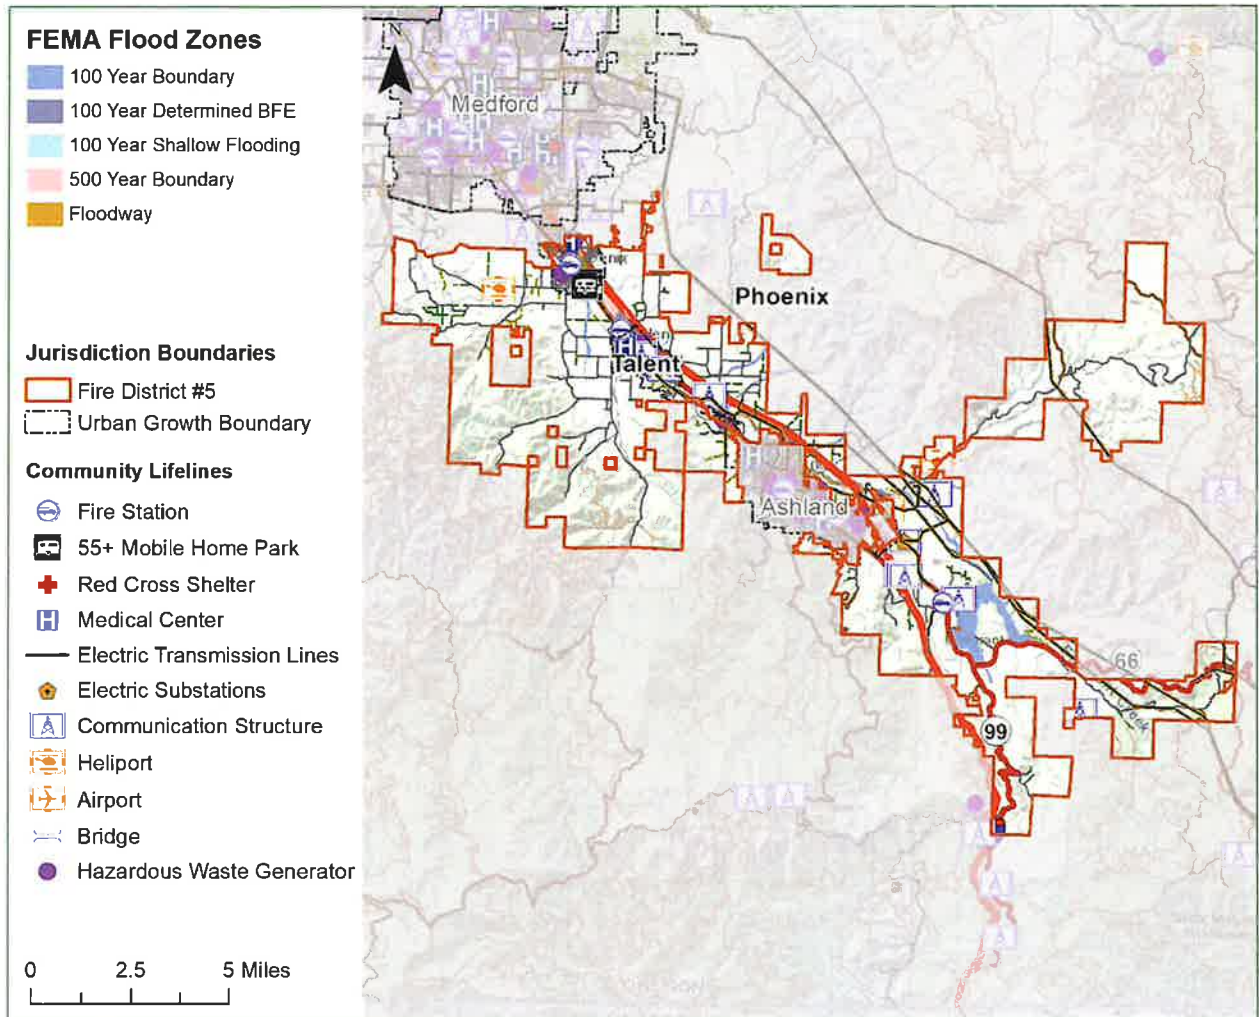 FEMA Flood Zones
100 Year Boundary
100 Year Determined BFE
100 Year Shallow Flooding
500 Year Boundary
Floodway
Jurisdiction Boundaries
Fire District #5
Urban Growth Boundary
Community Lifelines
Fire Station
55+ Mobile Home Park
Red Cross Shelter
H Medical Center
Electric Transmission Lines
Electric Substations
Communication Structure
Heliport
Airport
Bridge
Hazardous Waste Generator
0 2.5 5 Miles
N
Medford
Phoenix
Talent
Ashland
66
99